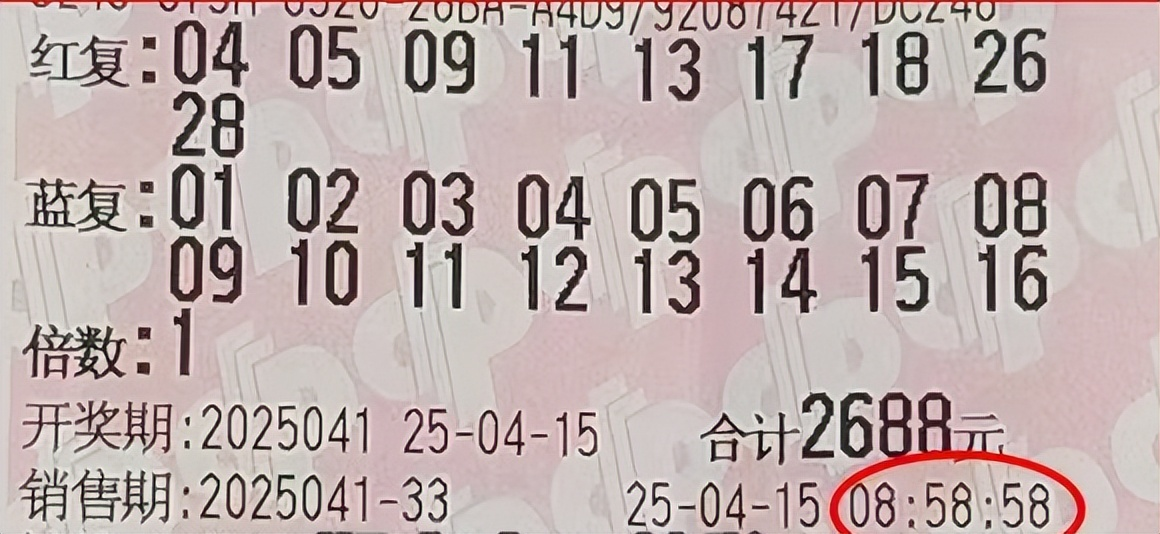 红复:04 05 09 11 13 17 18 26
28
蓝复:01 02 03 04 05 06 07 08
09 10 11 12 13 14 15 16
倍数:1
开奖期:2025041 25-04-15 合计2688元
销售期:2025041-33 25-04-15 08:58:58